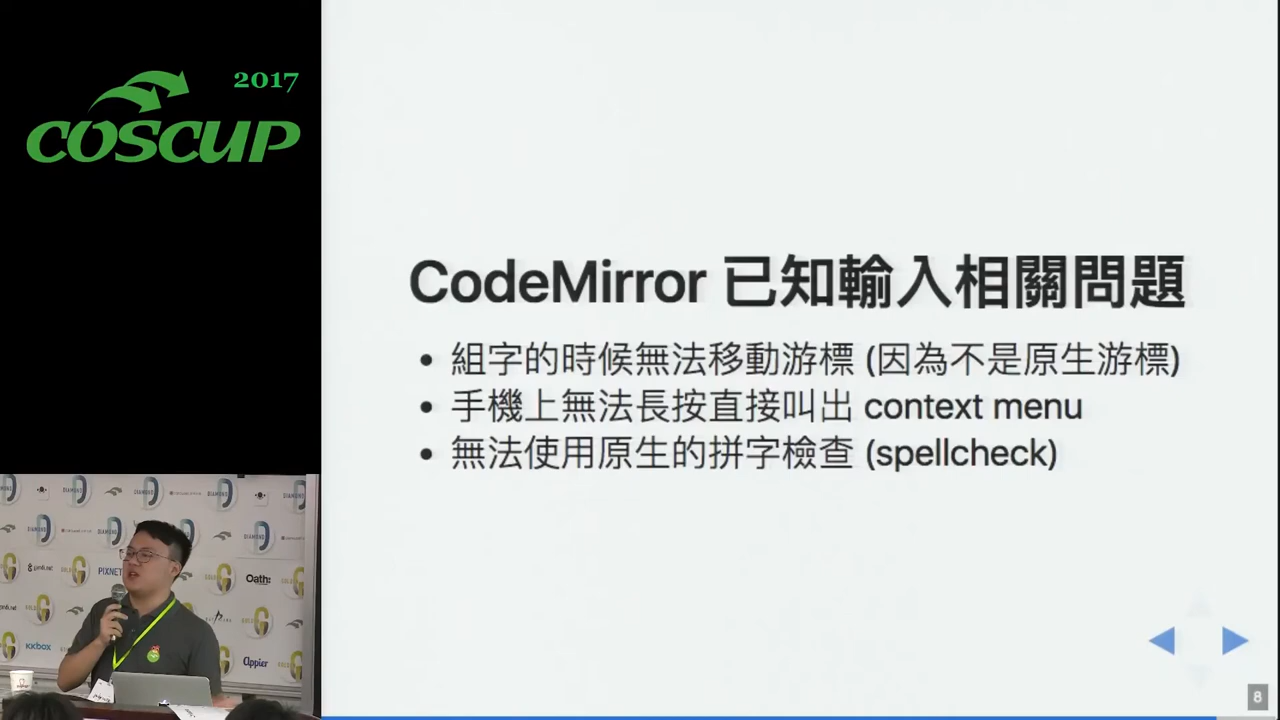 2017
COSCUP
CodeMirror 已知輸入相關問題
• 組字的時候無法移動游標 (因為不是原生游標)
• 手機上無法長按直接叫出 context menu
• 無法使用原生的拼字檢查 (spellcheck)
8
DIAMOND
DIAMOND
PIXNET
GOLD
GOLD
Oath:
KKBOX
Appier